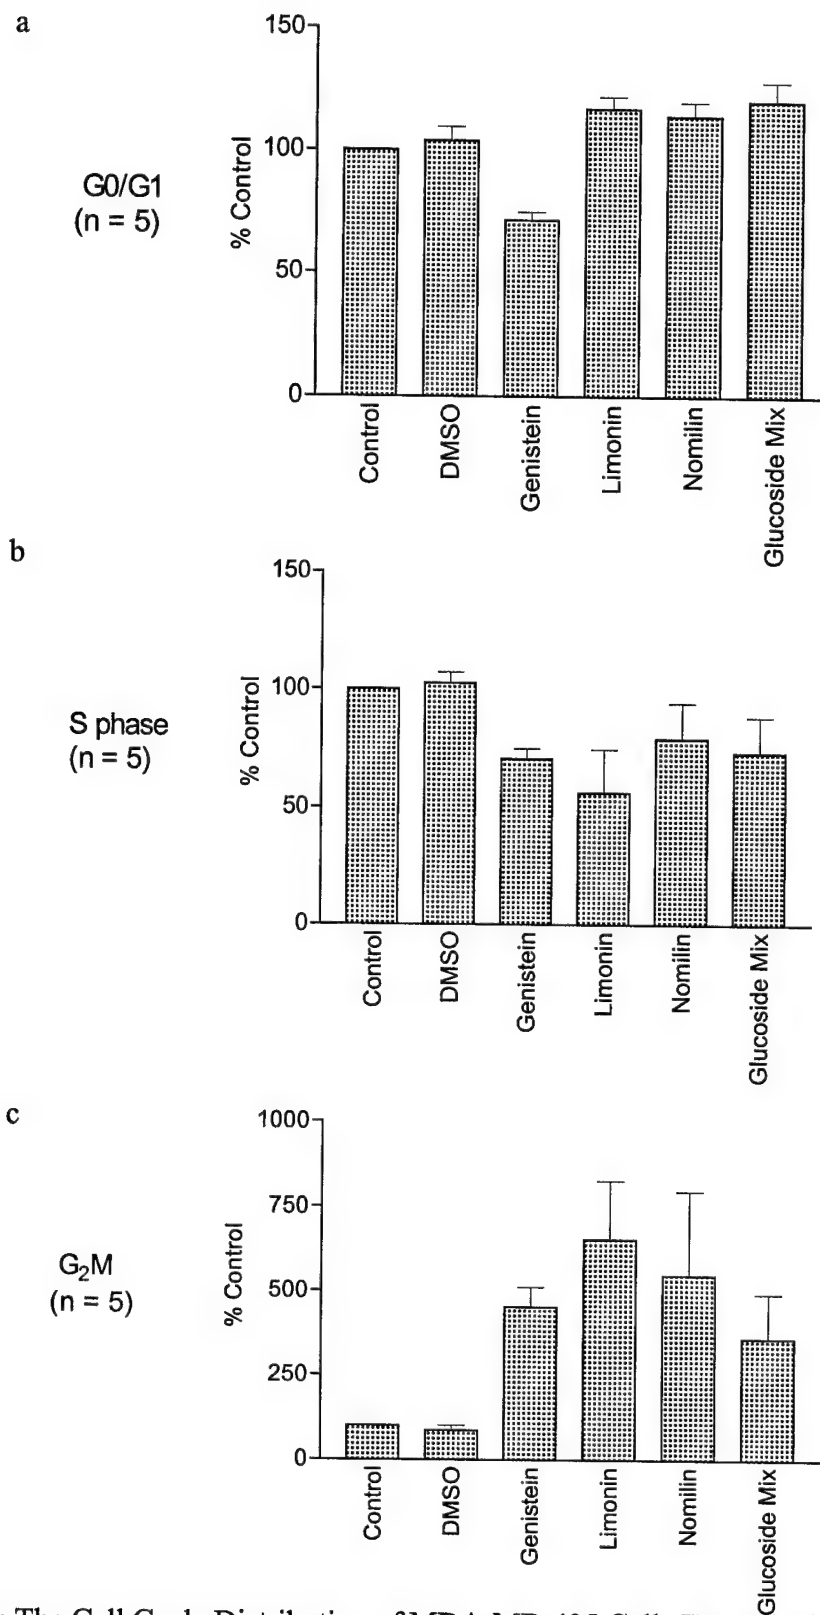 a
150
100
50
0
% Control
G0/G1
(n = 5)
Control
DMSO
Genistein
Limonin
Nomilin
Glucoside Mix
b
150
100
50
0
% Control
S phase
(n = 5)
Control
DMSO
Genistein
Limonin
Nomilin
Glucoside Mix
c
1000
750
500
250
0
% Control
G₂M
(n = 5)
Control
DMSO
Genistein
Limonin
Nomilin
Glucoside Mix
The Cell Cycle Distribution of MDA-MB-435 Cells